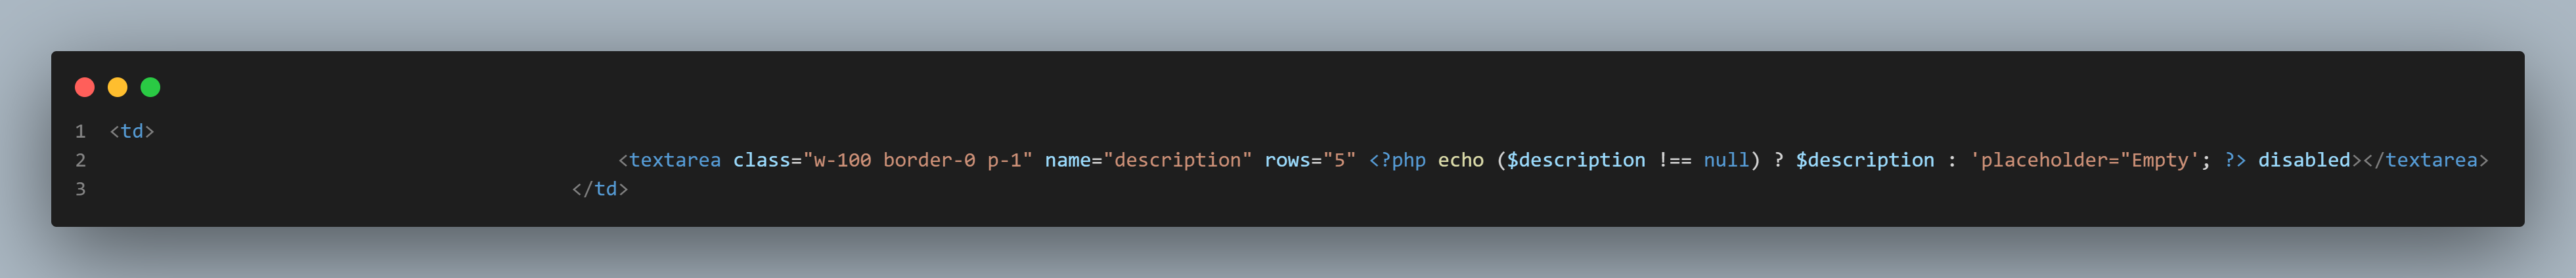 1 <td>
2 <textarea class="w-100 border-0 p-1" name="description" rows="5" <?php echo ($description !== null) ? $description : 'placeholder="Empty'; ?> disabled></textarea>
3 </td>